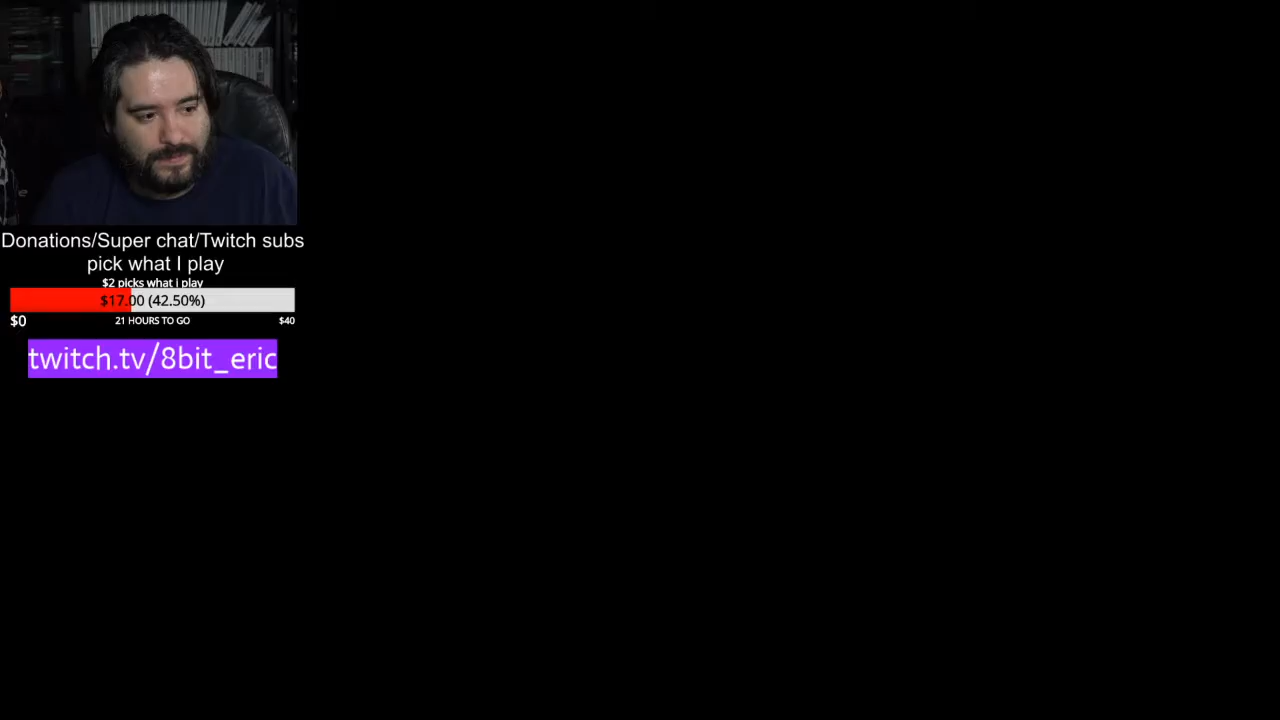 Donations/Super chat/Twitch subs
pick what I play
$2 picks what i play
$17.00 (42.50%)
$0
21 HOURS TO GO
$40
twitch.tv/8bit_eric